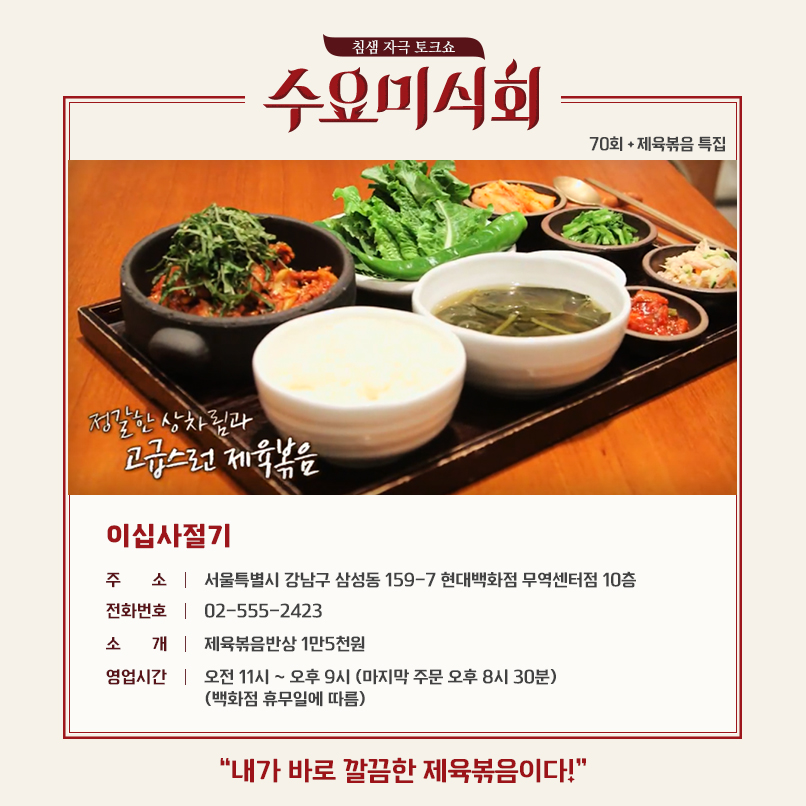 침샘 자극 토크쇼
수요미식회
70회 + 제육볶음 특집
정갈한 상차림과
고급스런 제육볶음
이십사절기
주 소 | 서울특별시 강남구 삼성동 159-7 현대백화점 무역센터점 10층
전화번호 | 02-555-2423
소 개 | 제육볶음반상 1만5천원
영업시간 | 오전 11시 ~ 오후 9시 (마지막 주문 오후 8시 30분)
(백화점 휴무일에 따름)
“내가 바로 깔끔한 제육볶음이다!”